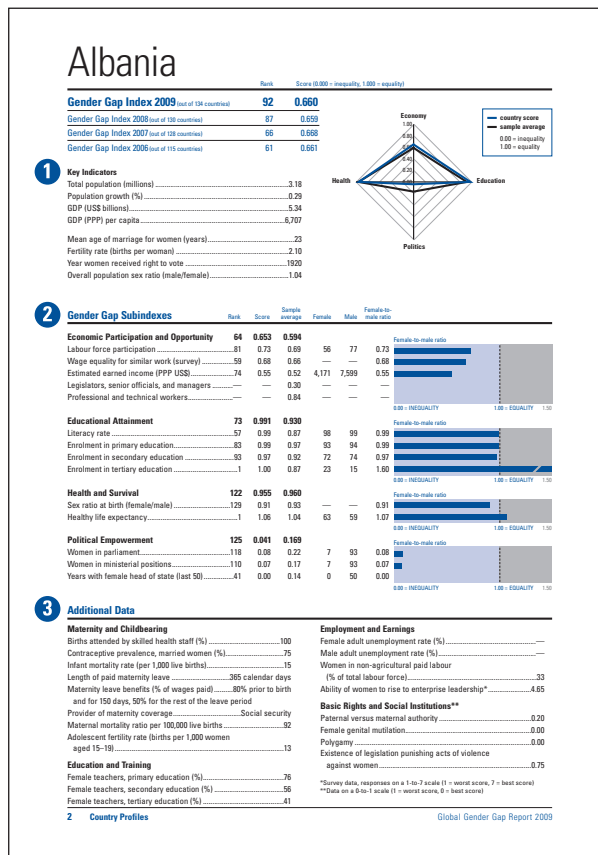 Albania
Rank Score (0.000 = inequality, 1.000 = equality)
Gender Gap Index 2009 (out of 134 countries) 92 0.660
Gender Gap Index 2008 (out of 130 countries) 87 0.659
Gender Gap Index 2007 (out of 128 countries) 66 0.668
Gender Gap Index 2006 (out of 115 countries) 61 0.661
Economy
1.00
0.80
0.60
0.40
0.20
Health
Education
Politics
country score
sample average
0.00 = inequality
1.00 = equality
1 Key Indicators
Total population (millions) 3.18
Population growth (%) 0.29
GDP (US$ billions) 5.34
GDP (PPP) per capita 6,707
Mean age of marriage for women (years) 23
Fertility rate (births per woman) 2.10
Year women received right to vote 1920
Overall population sex ratio (male/female) 1.04
2 Gender Gap Subindexes Rank Score Sample average Female Male Female-to-male ratio
Economic Participation and Opportunity 64 0.653 0.594
Labour force participation 81 0.73 0.69 56 77 0.73
Wage equality for similar work (survey) 59 0.68 0.66 — — 0.68
Estimated earned income (PPP US$) 74 0.55 0.52 4,171 7,599 0.55
Legislators, senior officials, and managers — — 0.30
Professional and technical workers — — 0.84
Female-to-male ratio
0.00 = INEQUALITY 1.00 = EQUALITY 1.50
Educational Attainment 73 0.991 0.930
Literacy rate 57 0.99 0.87 98 99 0.99
Enrolment in primary education 83 0.99 0.97 93 94 0.99
Enrolment in secondary education 93 0.97 0.92 72 74 0.97
Enrolment in tertiary education 1 1.00 0.87 23 15 1.60
Female-to-male ratio
0.00 = INEQUALITY 1.00 = EQUALITY 1.50
Health and Survival 122 0.955 0.960
Sex ratio at birth (female/male) 129 0.91 0.93 — — 0.91
Healthy life expectancy 1 1.06 1.04 63 59 1.07
Female-to-male ratio
0.00 = INEQUALITY 1.00 = EQUALITY 1.50
Political Empowerment 125 0.041 0.169
Women in parliament 118 0.08 0.22 7 93 0.08
Women in ministerial positions 110 0.07 0.17 7 93 0.07
Years with female head of state (last 50) 41 0.00 0.14 0 50 0.00
Female-to-male ratio
0.00 = INEQUALITY 1.00 = EQUALITY 1.50
3 Additional Data
Maternity and Childbearing
Births attended by skilled health staff (%) 100
Contraceptive prevalence, married women (%) 75
Infant mortality rate (per 1,000 live births) 15
Length of paid maternity leave 365 calendar days
Maternity leave benefits (% of wages paid) 80% prior to birth
and for 150 days, 50% for the rest of the leave period
Provider of maternity coverage Social security
Maternal mortality ratio per 100,000 live births 92
Adolescent fertility rate (births per 1,000 women
aged 15–19) 13
Education and Training
Female teachers, primary education (%) 76
Female teachers, secondary education (%) 56
Female teachers, tertiary education (%) 41
Employment and Earnings
Female adult unemployment rate (%) —
Male adult unemployment rate (%) —
Women in non-agricultural paid labour
(% of total labour force) 33
Ability of women to rise to enterprise leadership* 4.65
Basic Rights and Social Institutions**
Paternal versus maternal authority 0.20
Female genital mutilation 0.00
Polygamy 0.00
Existence of legislation punishing acts of violence
against women 0.75
*Survey data, responses on a 1-to-7 scale (1 = worst score, 7 = best score)
**Data on a 0-to-1 scale (1 = worst score, 0 = best score)
2 Country Profiles
Global Gender Gap Report 2009